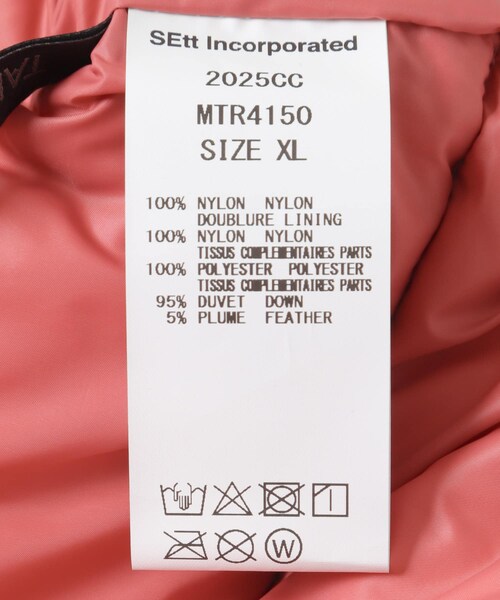 SEtt Incorporated
2025CC
MTR4150
SIZE XL
100% NYLON NYLON
DOUBLURE LINING
100% NYLON NYLON
TISSUS COMPLEMENTAIRES PARTS
100% POLYESTER POLYESTER
TISSUS COMPLEMENTAIRES PARTS
95% DUVET DOWN
5% PLUME FEATHER
W